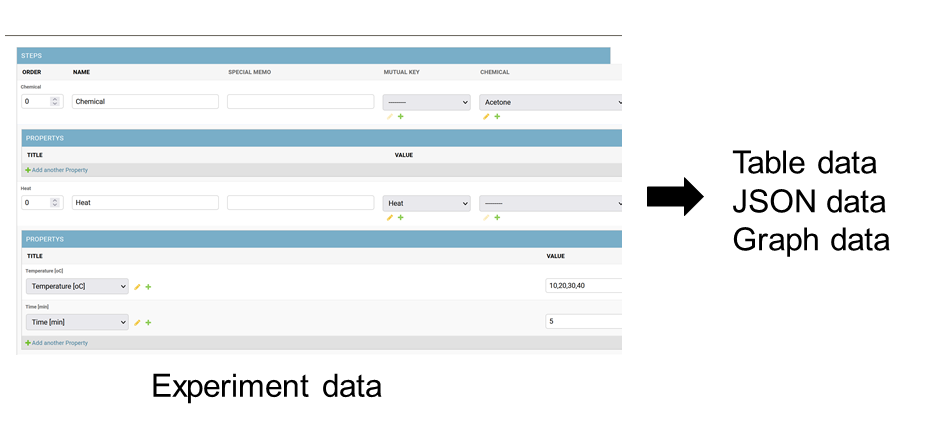 STEPS
ORDER NAME SPECIAL MEMO MUTUAL KEY CHEMICAL
Chemical
0 Chemical -------- Acetone
PROPERTYS
TITLE VALUE
Add another Property
Heat
0 Heat Heat --------
PROPERTYS
TITLE VALUE
Temperature [oC]
Temperature [oC] 10,20,30,40
Time [min]
Time [min] 5
Add another Property
Experiment data
Table data
JSON data
Graph data